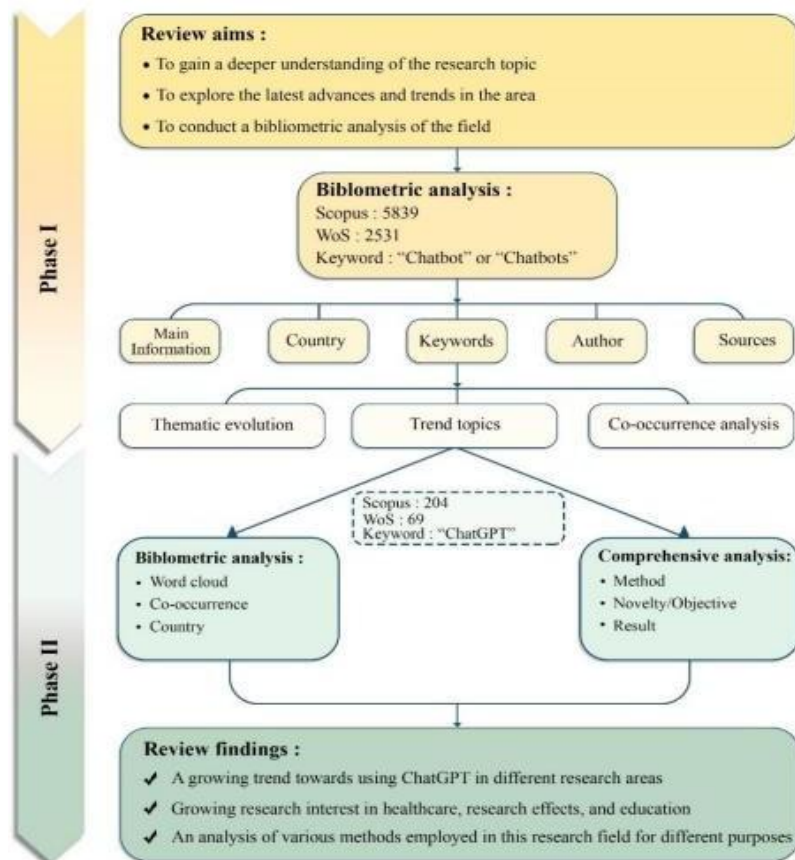 Review aims :
• To gain a deeper understanding of the research topic
• To explore the latest advances and trends in the area
• To conduct a bibliometric analysis of the field
Phase I
Biblometric analysis :
Scopus : 5839
WoS : 2531
Keyword : “Chatbot” or “Chatbots”
Main
Information
Country
Keywords
Author
Sources
Thematic evolution
Trend topics
Co-occurrence analysis
Scopus : 204
WoS : 69
Keyword : “ChatGPT”
Phase II
Biblometric analysis :
• Word cloud
• Co-occurrence
• Country
Comprehensive analysis:
• Method
• Novelty/Objective
• Result
Review findings :
✓ A growing trend towards using ChatGPT in different research areas
✓ Growing research interest in healthcare, research effects, and education
✓ An analysis of various methods employed in this research field for different purposes